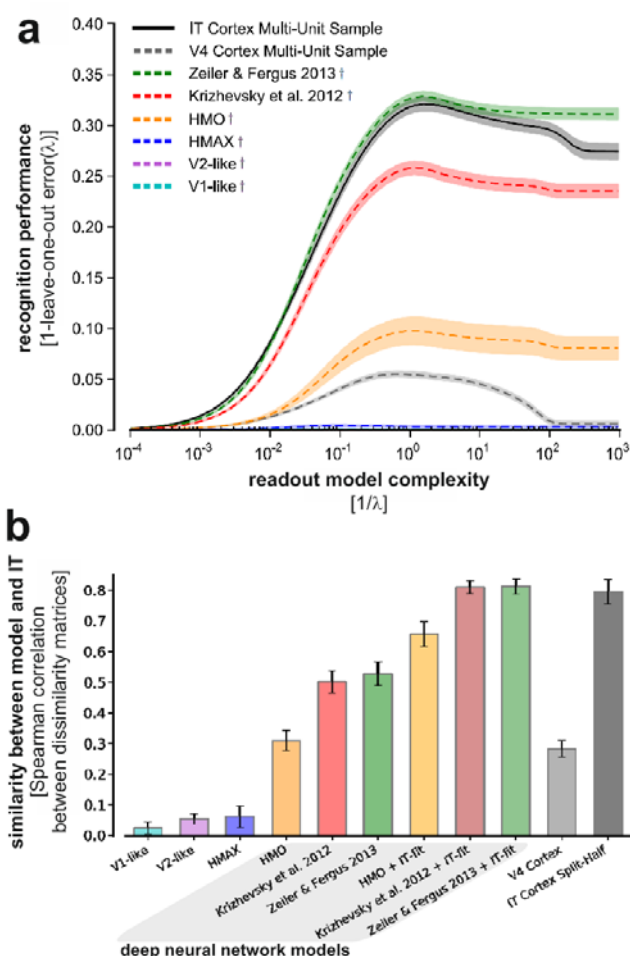 a
0.40
0.35
0.30
0.25
0.20
0.15
0.10
0.05
0.00
recognition performance
[1-leave-one-out error(λ)]
IT Cortex Multi-Unit Sample
V4 Cortex Multi-Unit Sample
Zeiler & Fergus 2013 †
Krizhevsky et al. 2012 †
HMO †
HMAX †
V2-like †
V1-like †
10⁻⁴ 10⁻³ 10⁻² 10⁻¹ 10⁰ 10¹ 10² 10³
readout model complexity
[1/λ]
b
similarity between model and IT
[Spearman correlation
between dissimilarity matrices]
0.8
0.7
0.5
0.3
0.1
0.0
V1-like
V2-like
HMAX
HMO
Krizhevsky et al. 2012
Zeiler & Fergus 2013
HMO + IT-fit
Krizhevsky et al. 2012 + IT-fit
Zeiler & Fergus 2013 + IT-fit
V4 Cortex
IT Cortex Split-Half
deep neural network models